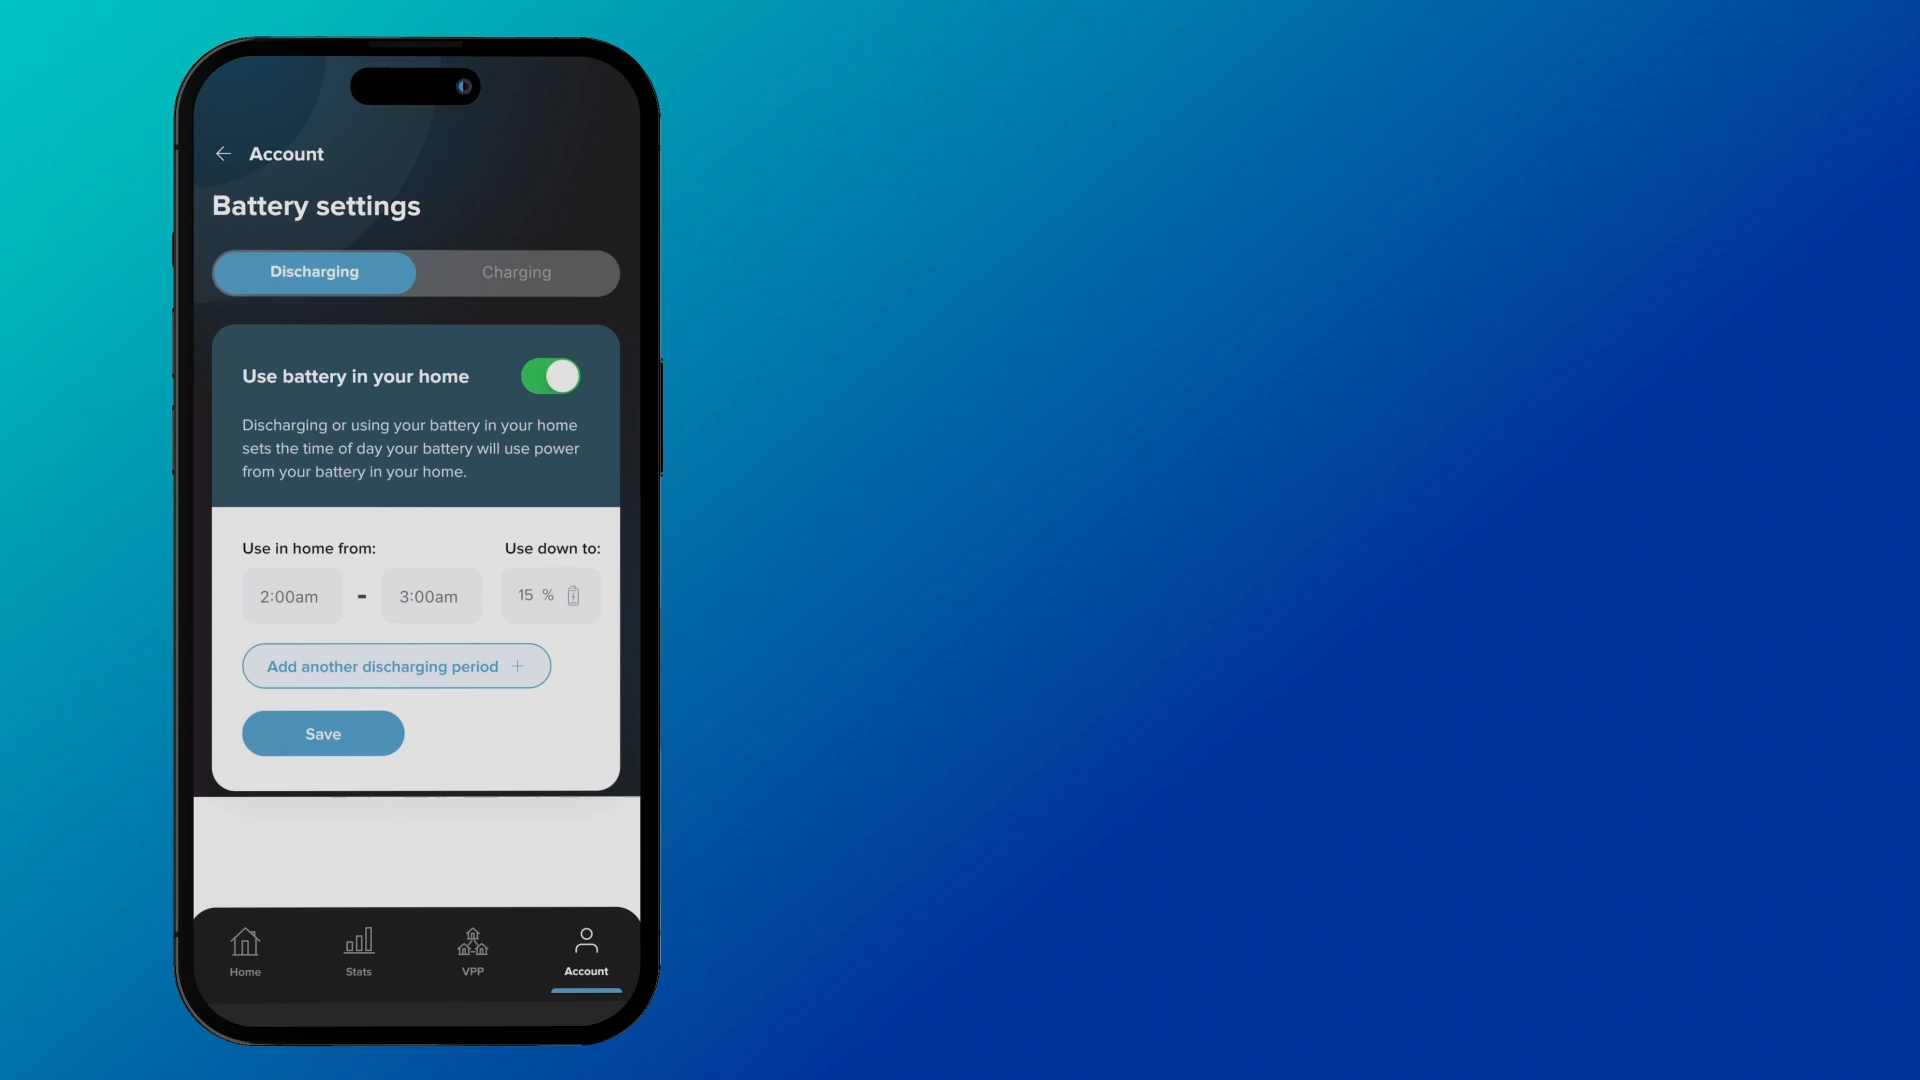 Account
Battery settings
Discharging Charging
Use battery in your home
Discharging or using your battery in your home
sets the time of day your battery will use power
from your battery in your home.
Use in home from: Use down to:
2:00am - 3:00am 15 %
Add another discharging period +
Save
Home Stats VPP Account